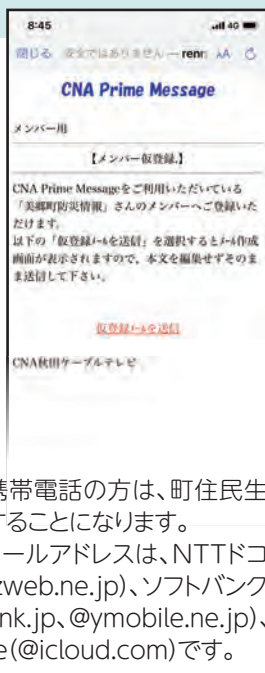 8:45
4G
閉じる 安全ではありません — renr AA
CNA Prime Message
メンバー用
【メンバー仮登録】
CNA Prime Messageをご利用いただいている
「美郷町防災情報」さんのメンバーへご登録いた
だけます。
以下の「仮登録ﾒｰﾙを送信」を選択するとﾒｰﾙ作成
画面が表示されますので、本文を編集せずそのま
ま送信して下さい。
仮登録ﾒｰﾙを送信
CNA秋田ケーブルテレビ
携帯電話の方は、町住民生
することになります。
ールアドレスは、NTTドコ
zweb.ne.jp)、ソフトバンク
nk.jp、@ymobile.ne.jp)、
e(@icloud.com)です。